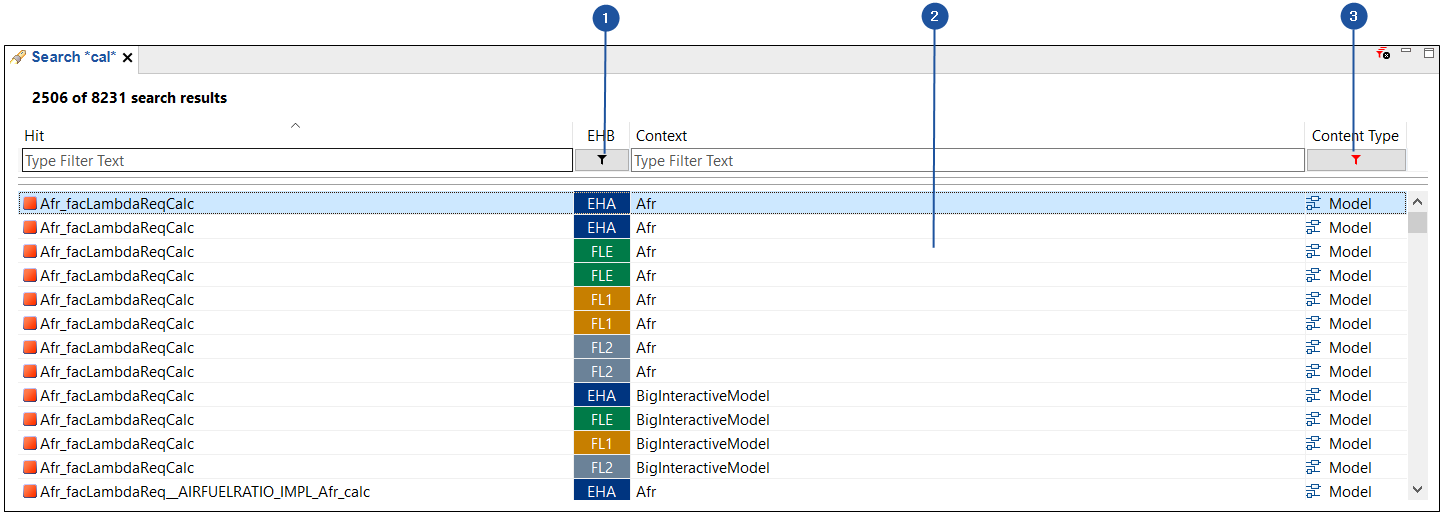 1 2 3
Search *cal*
2506 of 8231 search results
Hit EHB Context Content Type
Type Filter Text Type Filter Text
Afr_facLambdaReqCalc EHA Afr Model
Afr_facLambdaReqCalc EHA Afr Model
Afr_facLambdaReqCalc FLE Afr Model
Afr_facLambdaReqCalc FLE Afr Model
Afr_facLambdaReqCalc FL1 Afr Model
Afr_facLambdaReqCalc FL1 Afr Model
Afr_facLambdaReqCalc FL2 Afr Model
Afr_facLambdaReqCalc FL2 Afr Model
Afr_facLambdaReqCalc EHA BigInteractiveModel Model
Afr_facLambdaReqCalc FLE BigInteractiveModel Model
Afr_facLambdaReqCalc FL1 BigInteractiveModel Model
Afr_facLambdaReqCalc FL2 BigInteractiveModel Model
Afr_facLambdaReq__AIRFUELRATIO_IMPL_Afr_calc EHA Afr Model